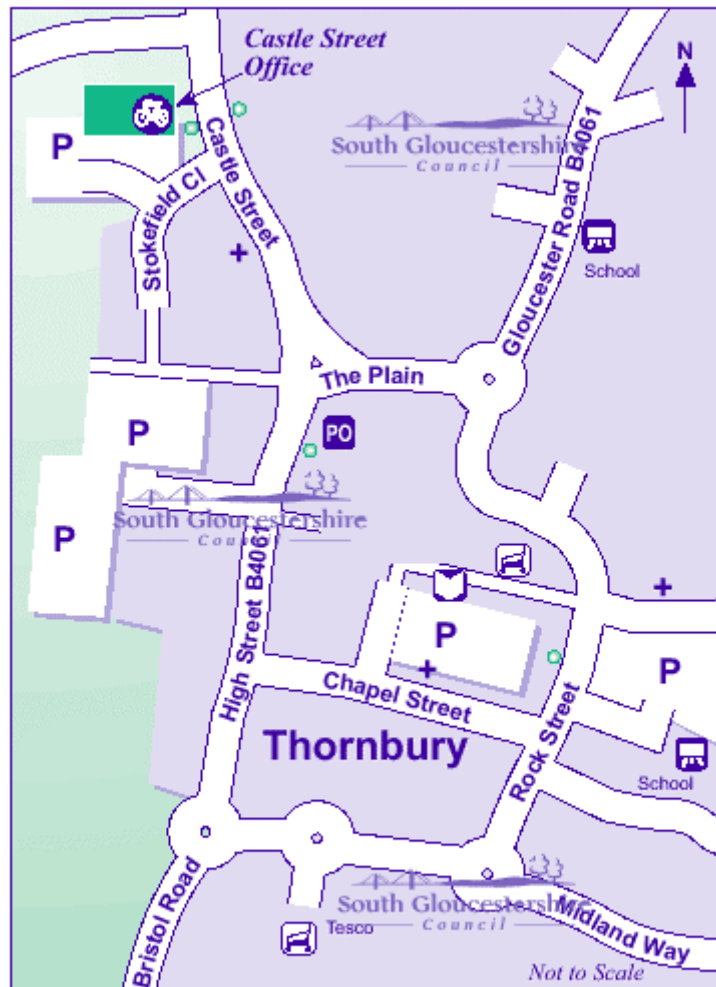 Castle Street
Office
N
P
South Gloucestershire
Council
Castle Street
Gloucester Road B4061
Stokefield Cl
School
The Plain
PO
P
South Gloucestershire
Council
P
High Street B4061
P
P
Chapel Street
Rock Street
Thornbury
School
Bristol Road
South Gloucestershire
Council
Tesco
Midland Way
Not to Scale